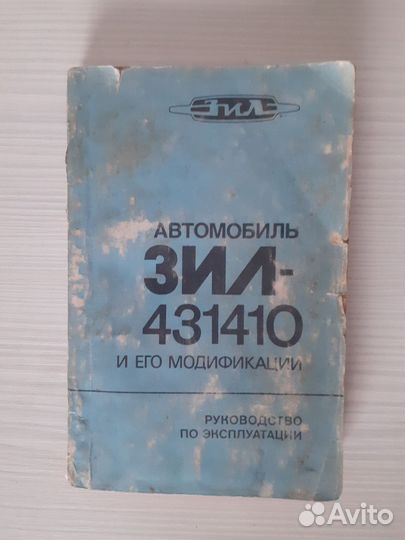 ЗИЛ
АВТОМОБИЛЬ
ЗИЛ-
431410
И ЕГО МОДИФИКАЦИИ
РУКОВОДСТВО
ПО ЭКСПЛУАТАЦИИ
Avito